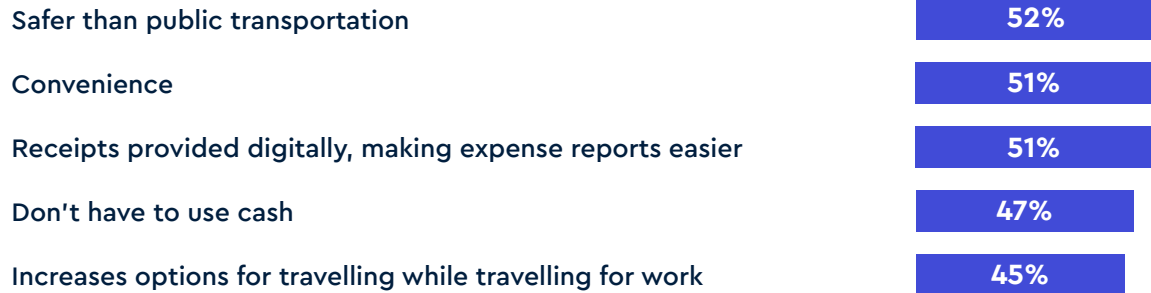 Safer than public transportation 52%
Convenience 51%
Receipts provided digitally, making expense reports easier 51%
Don't have to use cash 47%
Increases options for travelling while travelling for work 45%